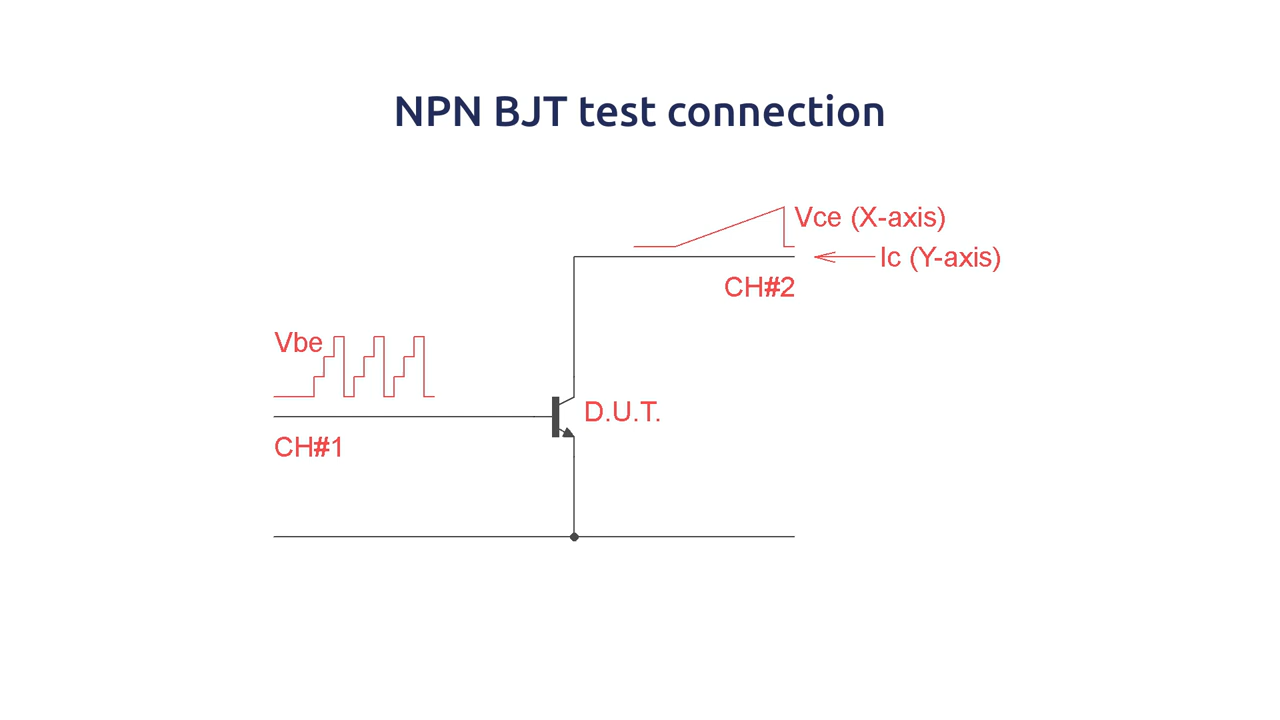 NPN BJT test connection
Vce (X-axis)
Ic (Y-axis)
CH#2
Vbe
D.U.T.
CH#1